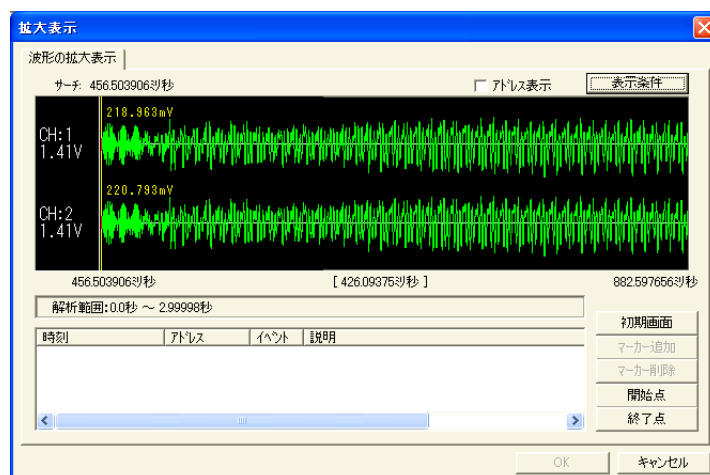 拡大表示
波形の拡大表示
サーチ: 456.503906ミリ秒 アドレス表示 表示条件
218.963mV
CH:1
1.41V
220.793mV
CH:2
1.41V
456.503906ミリ秒 [ 426.09375ミリ秒 ] 882.597656ミリ秒
解析範囲:0.0秒 ～ 2.99998秒
初期画面
時刻 アドレス イベント 説明
マーカー追加
マーカー削除
開始点
終了点
OK キャンセル